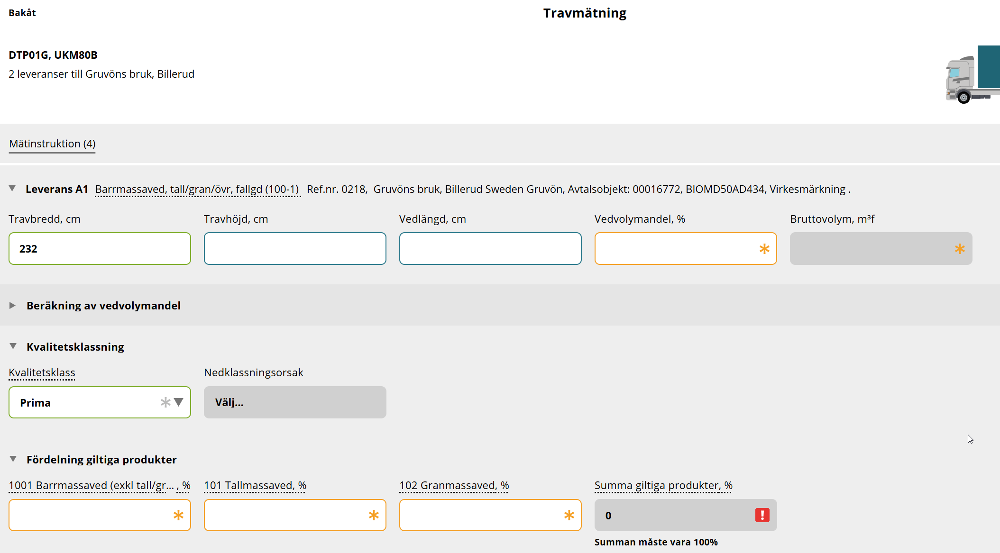 Bakåt
Travmätning
DTP01G, UKM80B
2 leveranser till Gruvöns bruk, Billerud
Mätinstruktion (4)
Leverans A1 Barrmassaved, tall/gran/övr, fallgd (100-1) Ref.nr. 0218, Gruvöns bruk, Billerud Sweden Gruvön, Avtalsobjekt: 00016772, BIOMD50AD434, Virkesmärkning .
Travbredd, cm Travhöjd, cm Vedlängd, cm Vedvolymandel, % Bruttovolym, m³f
232 * *
Beräkning av vedvolymandel
Kvalitetsklassning
Kvalitetsklass Nedklassningsorsak
Prima * Välj...
Fördelning giltiga produkter
1001 Barrmassaved (exkl tall/gr... , % 101 Tallmassaved, % 102 Granmassaved, % Summa giltiga produkter, %
* * * 0 !
Summan måste vara 100%